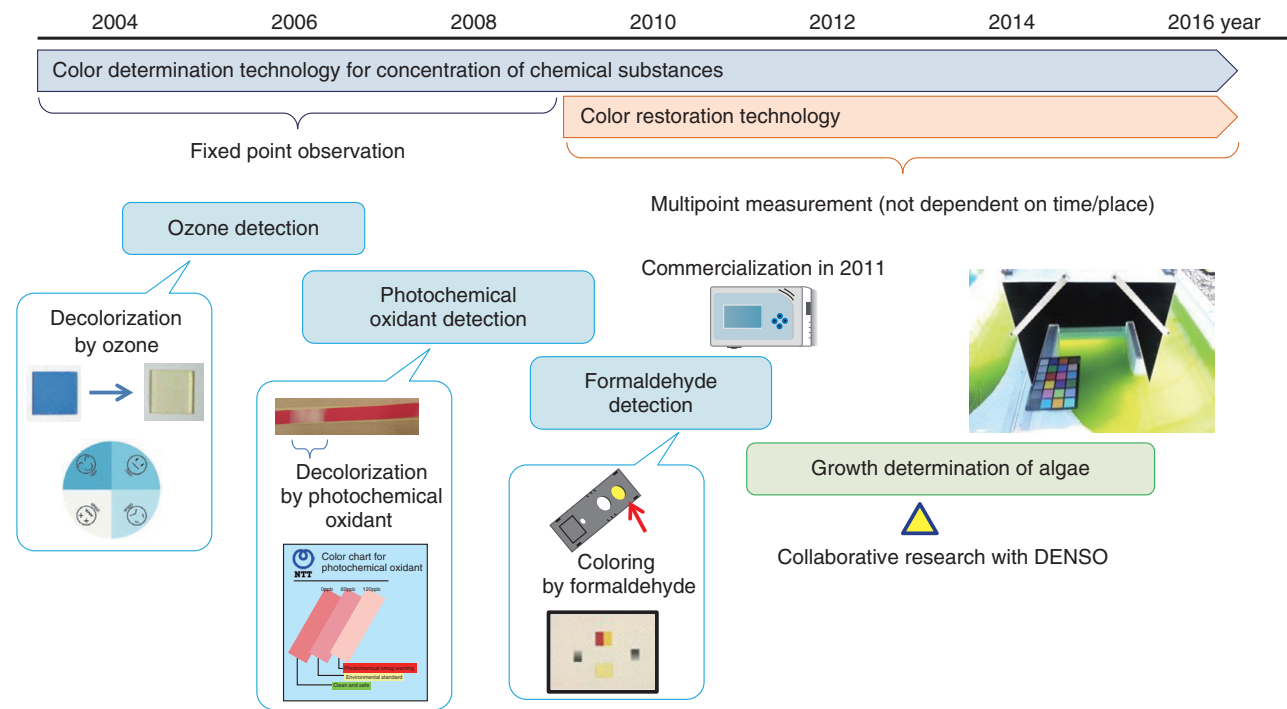 2004 2006 2008 2010 2012 2014 2016 year
Color determination technology for concentration of chemical substances
Color restoration technology
Fixed point observation
Multipoint measurement (not dependent on time/place)
Ozone detection
Decolorization
by ozone
Photochemical
oxidant detection
Decolorization
by photochemical
oxidant
NTT
Color chart for
photochemical oxidant
0ppb 60ppb 120ppb
Photochemical smog warning
Environmental standard
Clean and safe
Commercialization in 2011
Formaldehyde
detection
Coloring
by formaldehyde
Growth determination of algae
Collaborative research with DENSO